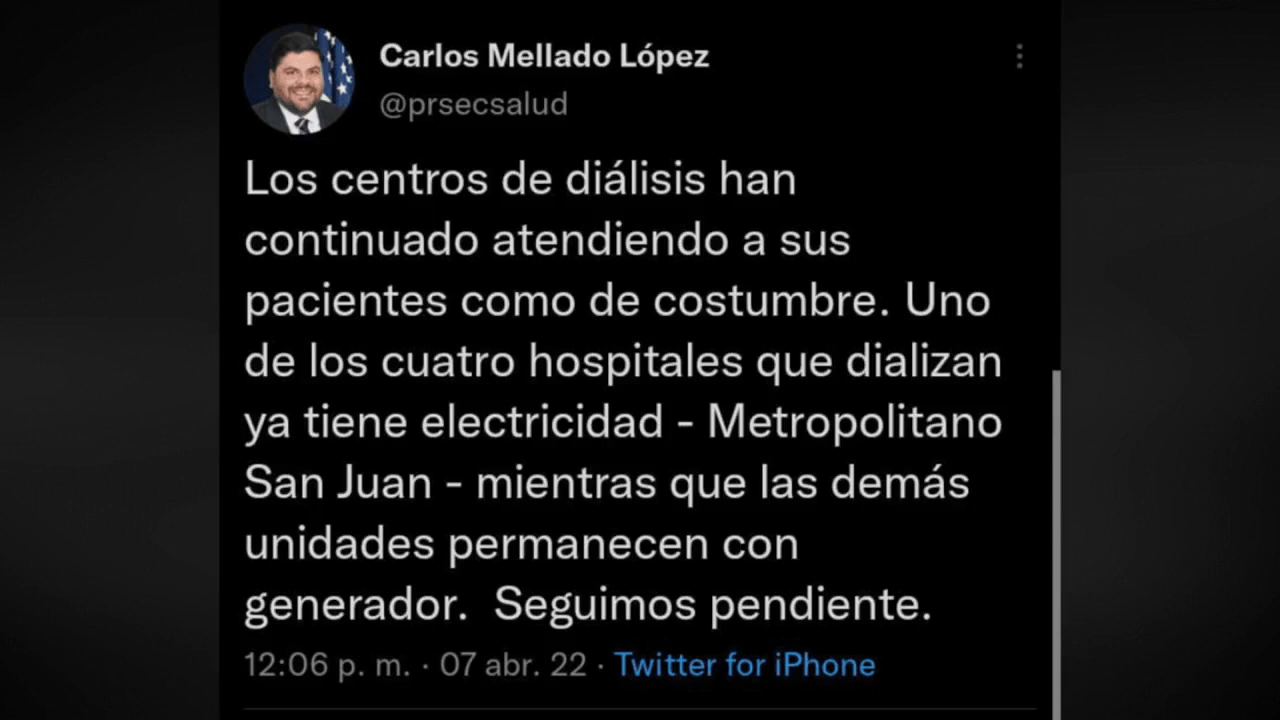 Carlos Mellado López
@prsecsalud
Los centros de diálisis han
continuado atendiendo a sus
pacientes como de costumbre. Uno
de los cuatro hospitales que dializan
ya tiene electricidad - Metropolitano
San Juan - mientras que las demás
unidades permanecen con
generador.  Seguimos pendiente.
12:06 p. m. · 07 abr. 22 · Twitter for iPhone